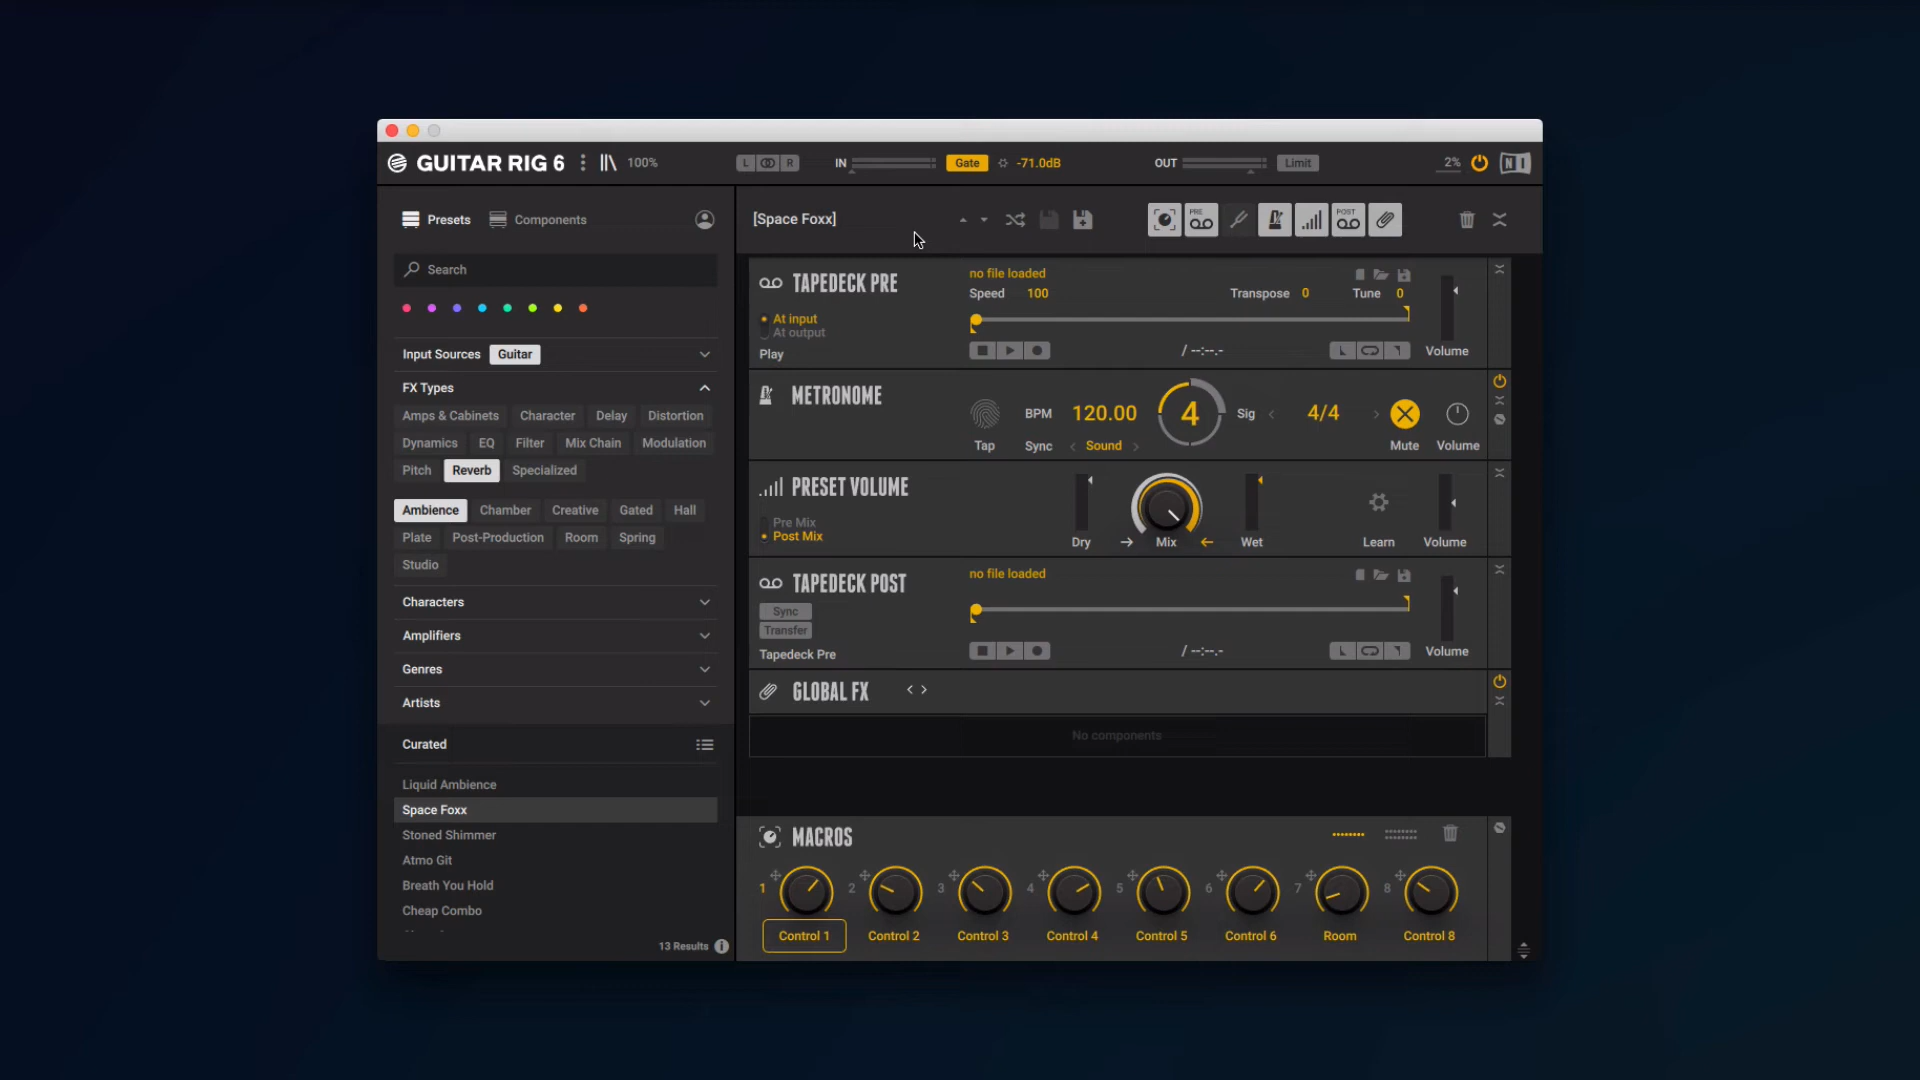 GUITAR RIG 6
100%
L R
IN
Gate
-71.0dB
OUT
Limit
2%
NI
Presets
Components
[Space Foxx]
PRE
POST
Search
Input Sources Guitar
FX Types
Amps & Cabinets Character Delay Distortion
Dynamics EQ Filter Mix Chain Modulation
Pitch Reverb Specialized
Ambience Chamber Creative Gated Hall
Plate Post-Production Room Spring
Studio
Characters
Amplifiers
Genres
Artists
Curated
Liquid Ambience
Space Foxx
Stoned Shimmer
Atmo Git
Breath You Hold
Cheap Combo
13 Results
TAPEDECK PRE
no file loaded
Speed 100
Transpose 0
Tune 0
At input
At output
Play
/ --:--.-
Volume
METRONOME
BPM 120.00
4
Sig < 4/4 >
Tap
Sync
< Sound >
Mute
Volume
PRESET VOLUME
Pre Mix
Post Mix
Dry
Mix
Wet
Learn
Volume
TAPEDECK POST
no file loaded
Sync
Transfer
Tapedeck Pre
/ --:--.-
Volume
GLOBAL FX < >
No components
MACROS
1 2 3 4 5 6 7 8
Control 1 Control 2 Control 3 Control 4 Control 5 Control 6 Room Control 8